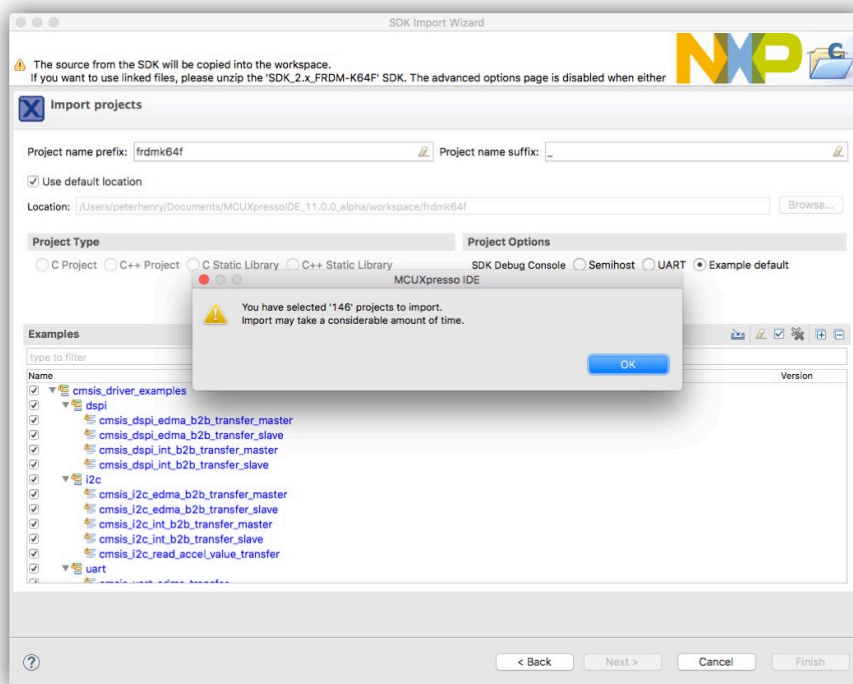 SDK Import Wizard
The source from the SDK will be copied into the workspace.
If you want to use linked files, please unzip the 'SDK_2.x_FRDM-K64F' SDK. The advanced options page is disabled when either
NXP
C
Import projects
Project name prefix: frdmk64f
Project name suffix: _
Use default location
Location: /Users/peterhenry/Documents/MCUXpressoIDE_11.0.0_alpha/workspace/frdmk64f
Browse...
Project Type
Project Options
C Project C++ Project C Static Library C++ Static Library
SDK Debug Console Semihost UART Example default
MCUXpresso IDE
You have selected '146' projects to import.
Import may take a considerable amount of time.
OK
Examples
type to filter
Name
Version
cmsis_driver_examples
dspi
cmsis_dspi_edma_b2b_transfer_master
cmsis_dspi_edma_b2b_transfer_slave
cmsis_dspi_int_b2b_transfer_master
cmsis_dspi_int_b2b_transfer_slave
i2c
cmsis_i2c_edma_b2b_transfer_master
cmsis_i2c_edma_b2b_transfer_slave
cmsis_i2c_int_b2b_transfer_master
cmsis_i2c_int_b2b_transfer_slave
cmsis_i2c_read_accel_value_transfer
uart
?
< Back
Next >
Cancel
Finish